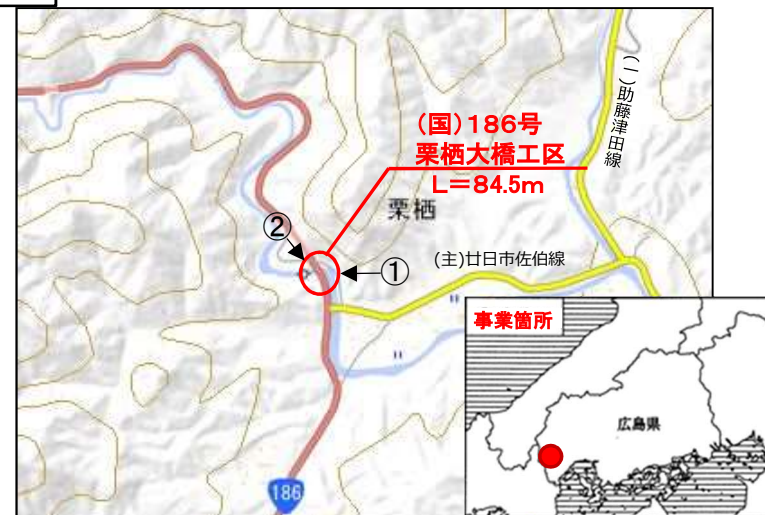 (一)助藤津田線
(国)186号
栗栖大橋工区
L=84.5m
栗栖
②
①
(主)廿日市佐伯線
事業箇所
広島県
186